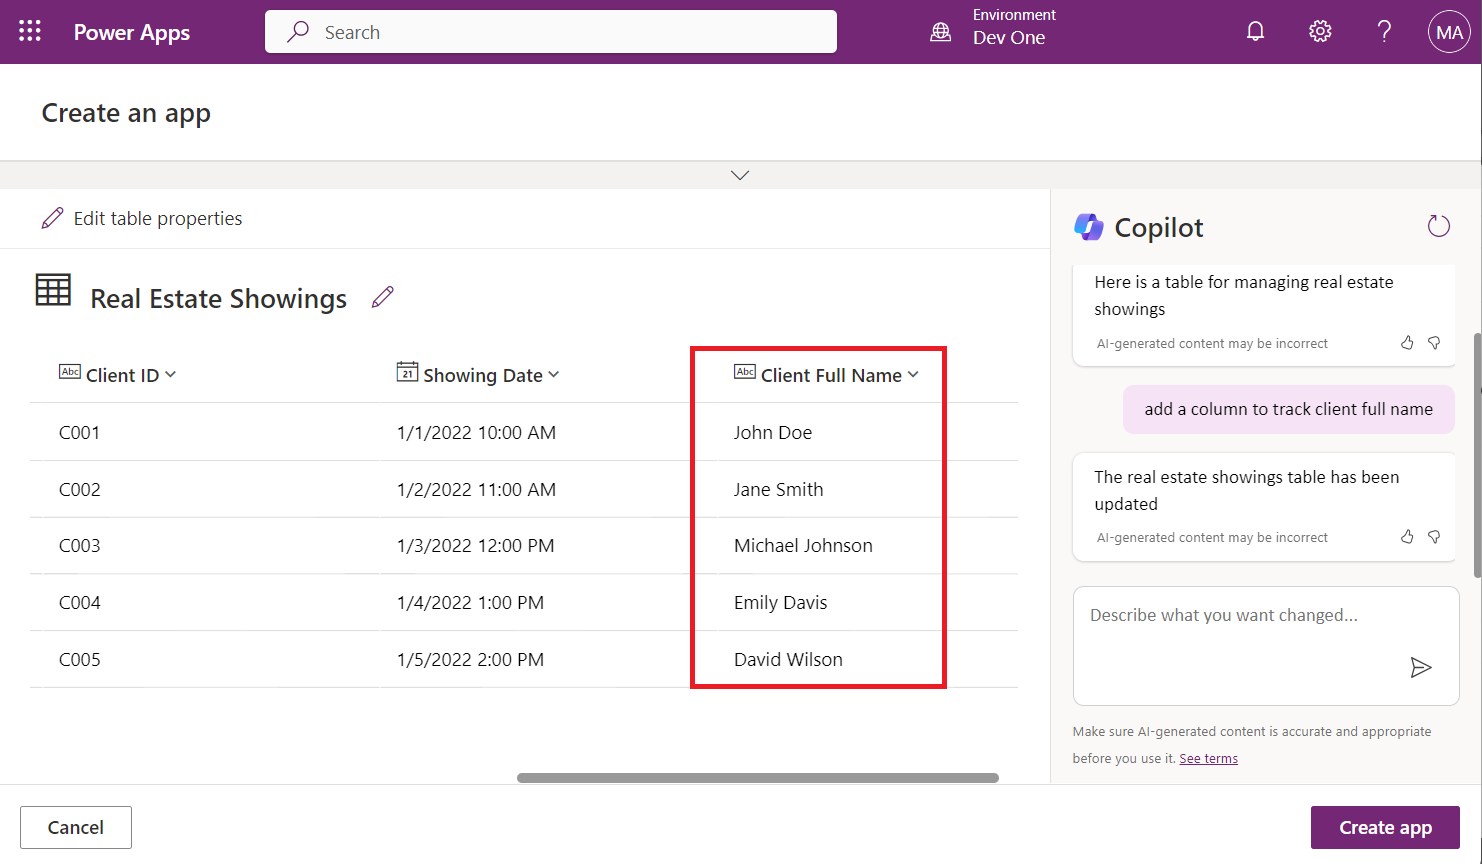 Power Apps
Search
Environment
Dev One
MA
Create an app
Edit table properties
Real Estate Showings
Abc Client ID
21 Showing Date
Abc Client Full Name
C001 1/1/2022 10:00 AM John Doe
C002 1/2/2022 11:00 AM Jane Smith
C003 1/3/2022 12:00 PM Michael Johnson
C004 1/4/2022 1:00 PM Emily Davis
C005 1/5/2022 2:00 PM David Wilson
Copilot
Here is a table for managing real estate
showings
AI-generated content may be incorrect
add a column to track client full name
The real estate showings table has been
updated
AI-generated content may be incorrect
Describe what you want changed...
Make sure AI-generated content is accurate and appropriate
before you use it. See terms
Cancel
Create app